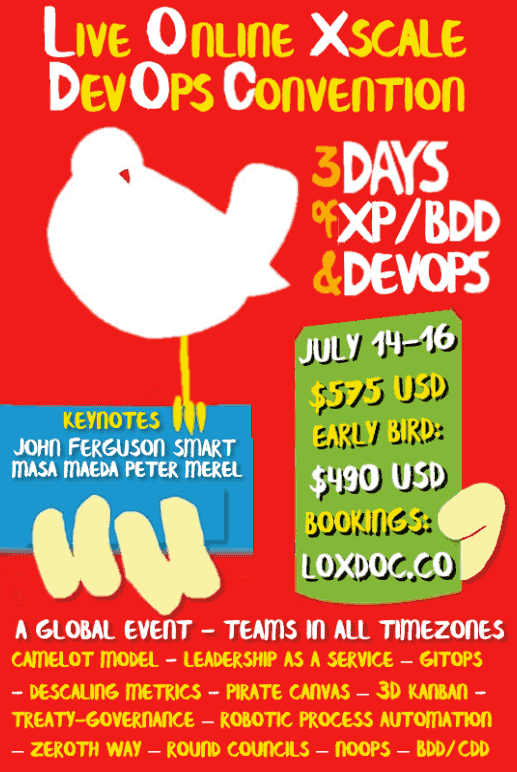 Live Online Xscale
DevOps Convention
3 DAYS
of XP/BDD
& DEVOPS
JULY 14-16
$575 USD
EARLY BIRD:
$490 USD
BOOKINGS:
LOXDOC.CO
KEYNOTES
JOHN FERGUSON SMART
MASA MAEDA PETER MEREL
A GLOBAL EVENT - TEAMS IN ALL TIMEZONES
CAMELOT MODEL - LEADERSHIP AS A SERVICE - GITOPS
- DESCALING METRICS - PIRATE CANVAS - 3D KANBAN -
TREATY-GOVERNANCE - ROBOTIC PROCESS AUTOMATION
- ZEROTH WAY - ROUND COUNCILS - NOOPS - BDD/CDD